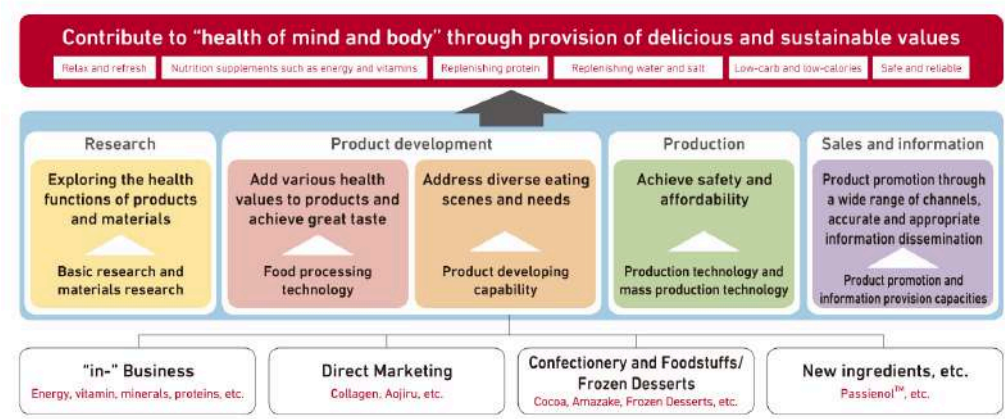 Contribute to “health of mind and body” through provision of delicious and sustainable values
Relax and refresh
Nutrition supplements such as energy and vitamins
Replenishing protein
Replenishing water and salt
Low-carb and low-calories
Safe and reliable
Research
Exploring the health
functions of products
and materials
Basic research and
materials research
Product development
Add various health
values to products and
achieve great taste
Food processing
technology
Address diverse eating
scenes and needs
Product developing
capability
Production
Achieve safety and
affordability
Production technology and
mass production technology
Sales and information
Product promotion through
a wide range of channels,
accurate and appropriate
information dissemination
Product promotion and
information provision capacities
“in-” Business
Energy, vitamin, minerals, proteins, etc.
Direct Marketing
Collagen, Aojiru, etc.
Confectionery and Foodstuffs/
Frozen Desserts
Cocoa, Amazake, Frozen Desserts, etc.
New ingredients, etc.
Passienol™, etc.